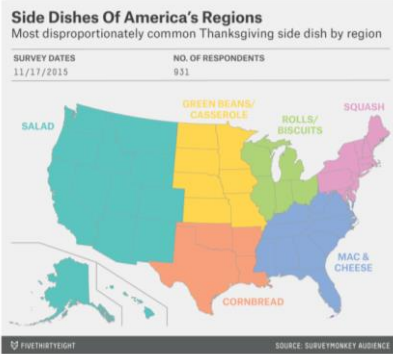 Side Dishes Of America's Regions
Most disproportionately common Thanksgiving side dish by region
SURVEY DATES
11/17/2015
NO. OF RESPONDENTS
931
SALAD
GREEN BEANS/
CASSEROLE
ROLLS/
BISCUITS
SQUASH
MAC &
CHEESE
CORNBREAD
FIVETHIRTYEIGHT
SOURCE: SURVEYMONKEY AUDIENCE